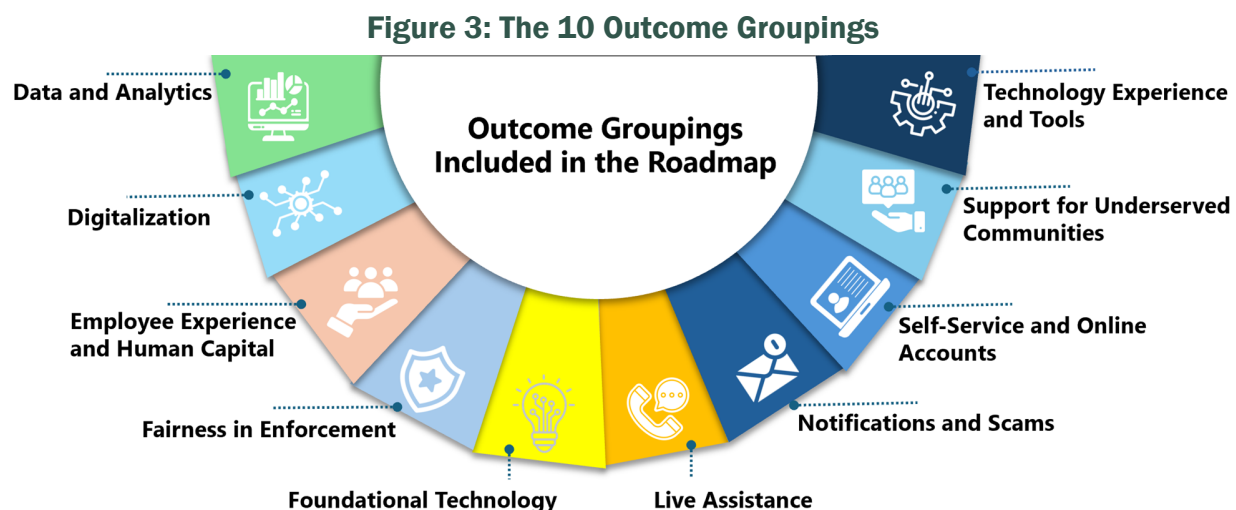 Figure 3: The 10 Outcome Groupings
Outcome Groupings
Included in the Roadmap
Data and Analytics
Digitalization
Employee Experience
and Human Capital
Fairness in Enforcement
Foundational Technology
Live Assistance
Notifications and Scams
Self-Service and Online
Accounts
Support for Underserved
Communities
Technology Experience
and Tools